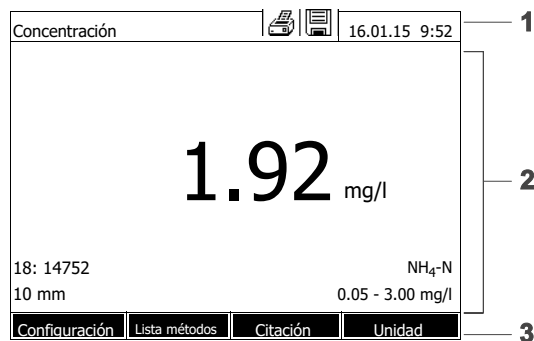 Concentración 16.01.15 9:52 1
1.92 mg/l 2
18: 14752 NH₄-N
10 mm 0.05 - 3.00 mg/l
Configuración Lista métodos Citación Unidad 3